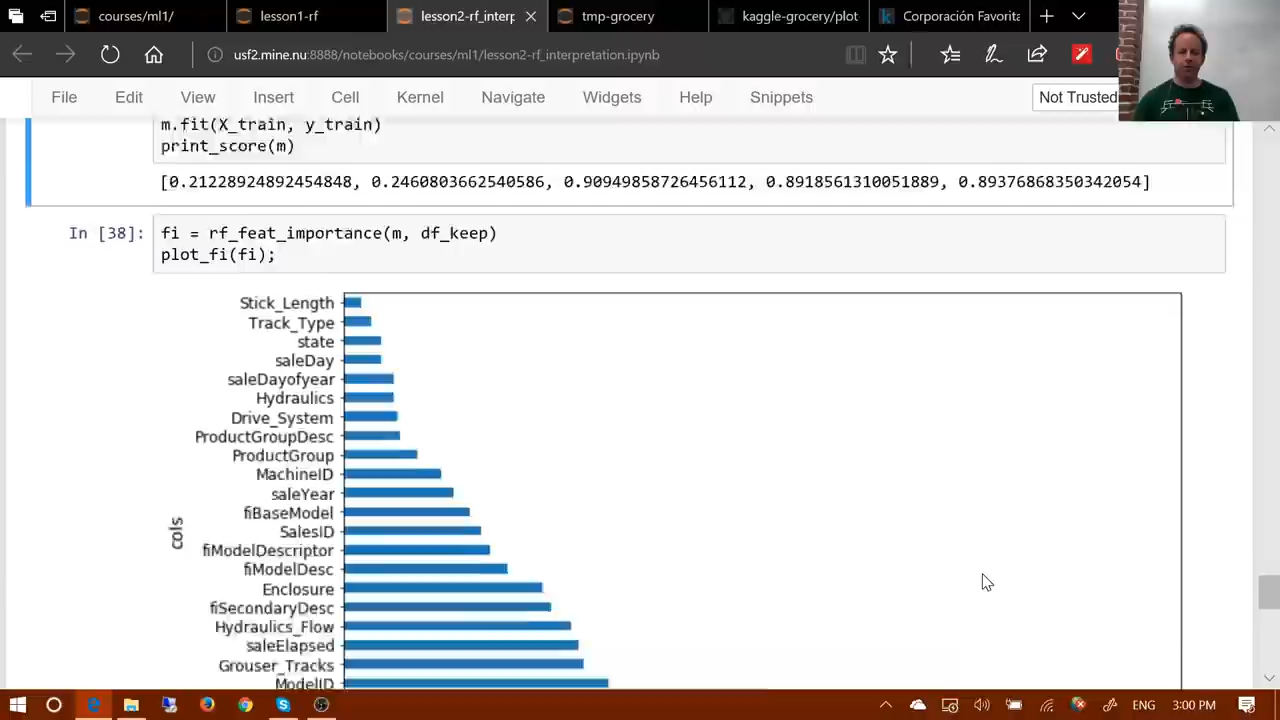 courses/ml1/
lesson1-rf
lesson2-rf_interp
tmp-grocery
kaggle-grocery/plot
Corporación Favorita
usf2.mine.nu:8888/notebooks/courses/ml1/lesson2-rf_interpretation.ipynb
File Edit View Insert Cell Kernel Navigate Widgets Help Snippets Not Trusted
m.fit(X_train, y_train)
print_score(m)
[0.21228924892454848, 0.2460803662540586, 0.90949858726456112, 0.8918561310051889, 0.89376868350342054]
In [38]: fi = rf_feat_importance(m, df_keep)
plot_fi(fi);
Stick_Length
Track_Type
state
saleDay
saleDayofyear
Hydraulics
Drive_System
ProductGroupDesc
ProductGroup
MachineID
saleYear
fiBaseModel
SalesID
fiModelDescriptor
fiModelDesc
Enclosure
fiSecondaryDesc
Hydraulics_Flow
saleElapsed
Grouser_Tracks
ModelID
cols
ENG 3:00 PM